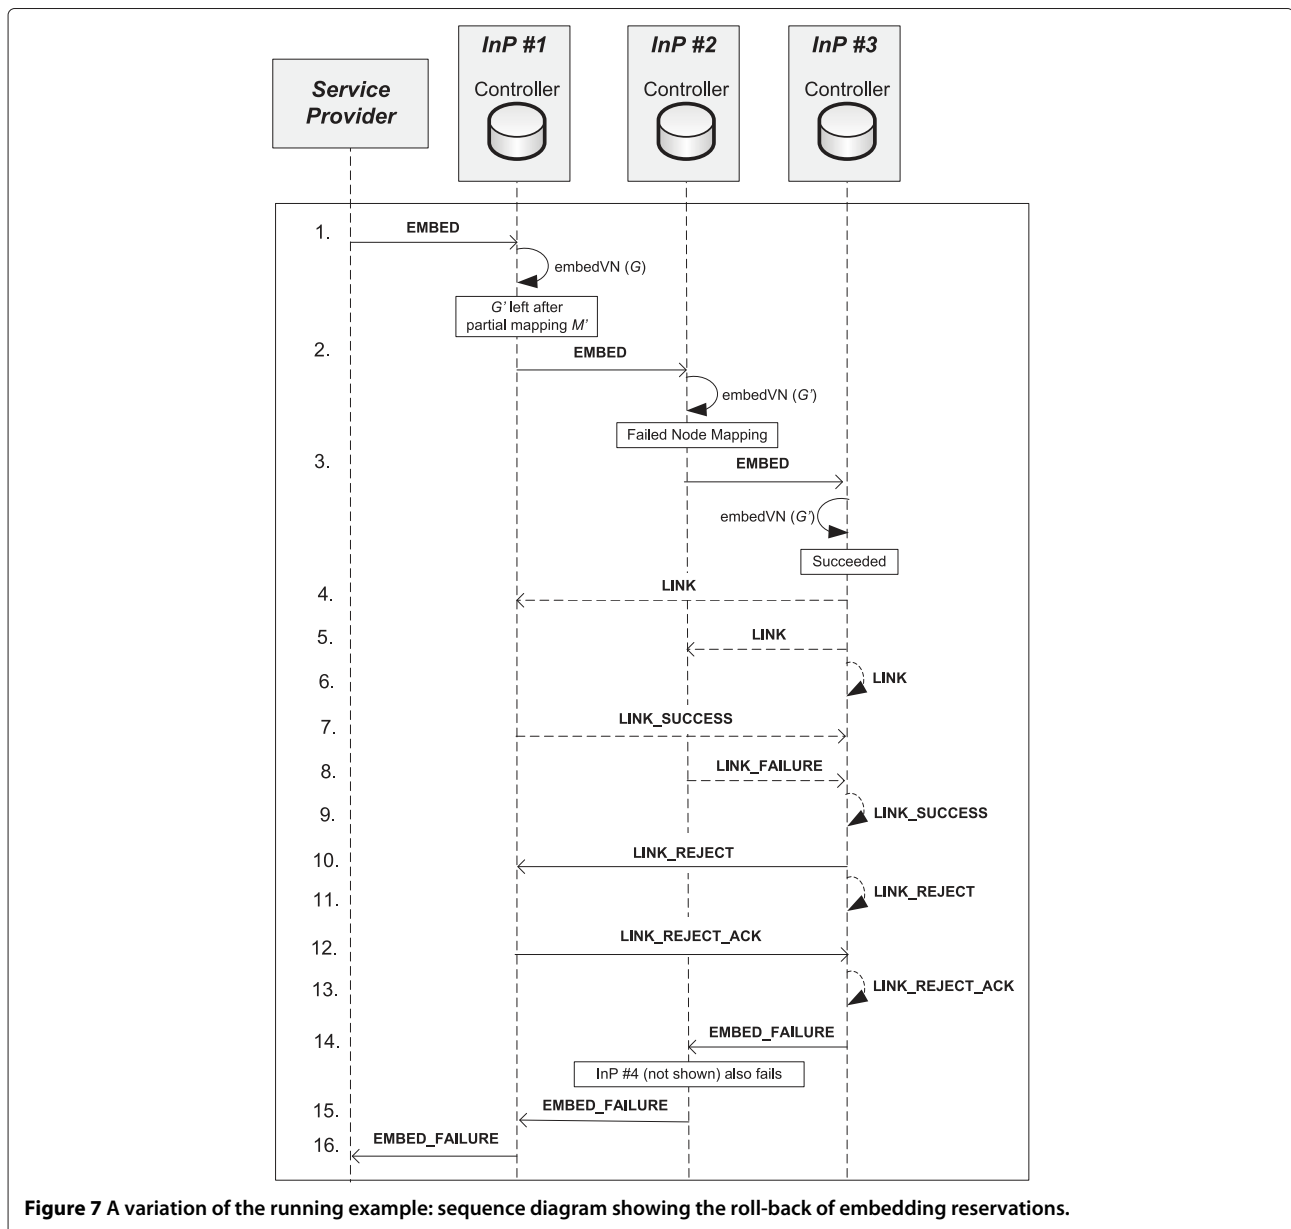 Service
Provider
InP #1
Controller
InP #2
Controller
InP #3
Controller
1.
EMBED
embedVN (G)
G' left after
partial mapping M'
2.
EMBED
embedVN (G')
Failed Node Mapping
3.
EMBED
embedVN (G')
Succeeded
4.
LINK
5.
LINK
6.
LINK
7.
LINK_SUCCESS
8.
LINK_FAILURE
9.
LINK_SUCCESS
10.
LINK_REJECT
11.
LINK_REJECT
12.
LINK_REJECT_ACK
13.
LINK_REJECT_ACK
14.
EMBED_FAILURE
InP #4 (not shown) also fails
15.
EMBED_FAILURE
16.
EMBED_FAILURE
Figure 7 A variation of the running example: sequence diagram showing the roll-back of embedding reservations.